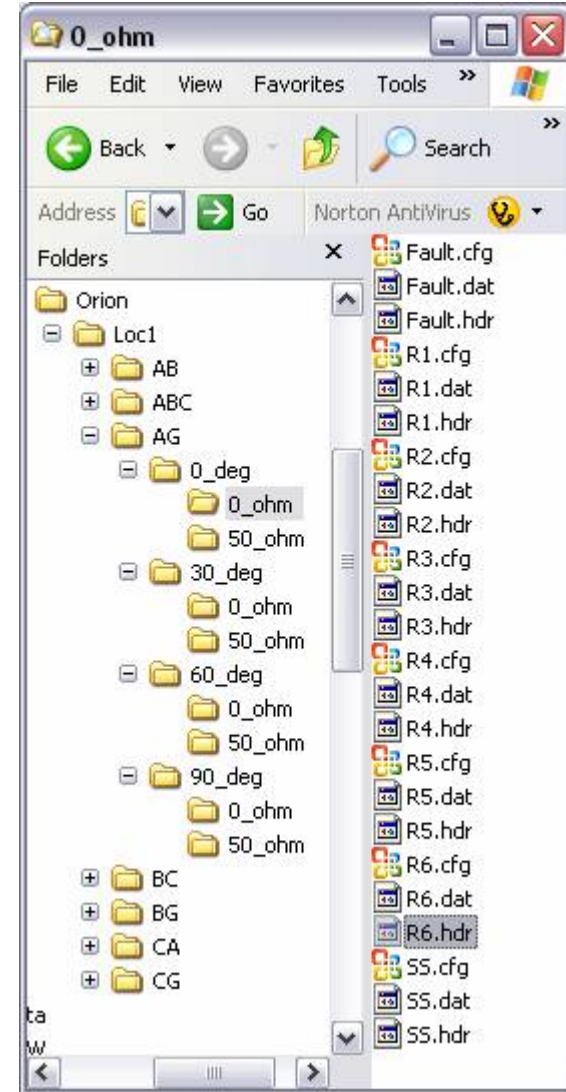 0_ohm
File Edit View Favorites Tools »
Back Search »
Address Go Norton AntiVirus
Folders
Orion
Loc1
AB
ABC
AG
0_deg
0_ohm
50_ohm
30_deg
0_ohm
50_ohm
60_deg
0_ohm
50_ohm
90_deg
0_ohm
50_ohm
BC
BG
CA
CG
ta
W
Fault.cfg
Fault.dat
Fault.hdr
R1.cfg
R1.dat
R1.hdr
R2.cfg
R2.dat
R2.hdr
R3.cfg
R3.dat
R3.hdr
R4.cfg
R4.dat
R4.hdr
R5.cfg
R5.dat
R5.hdr
R6.cfg
R6.dat
R6.hdr
SS.cfg
SS.dat
SS.hdr